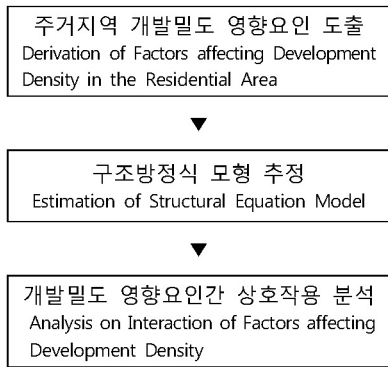 주거지역 개발밀도 영향요인 도출
Derivation of Factors affecting Development
Density in the Residential Area
▼
구조방정식 모형 추정
Estimation of Structural Equation Model
▼
개발밀도 영향요인간 상호작용 분석
Analysis on Interaction of Factors affecting
Development Density